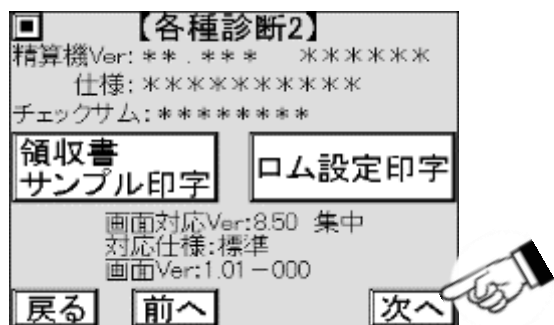 【各種診断2】
精算機Ver:**.*** ******
仕様:**********
チェックサム:********
領収書
サンプル印字
ロム設定印字
画面対応Ver:8.50 集中
対応仕様:標準
画面Ver:1.01-000
戻る 前へ 次へ